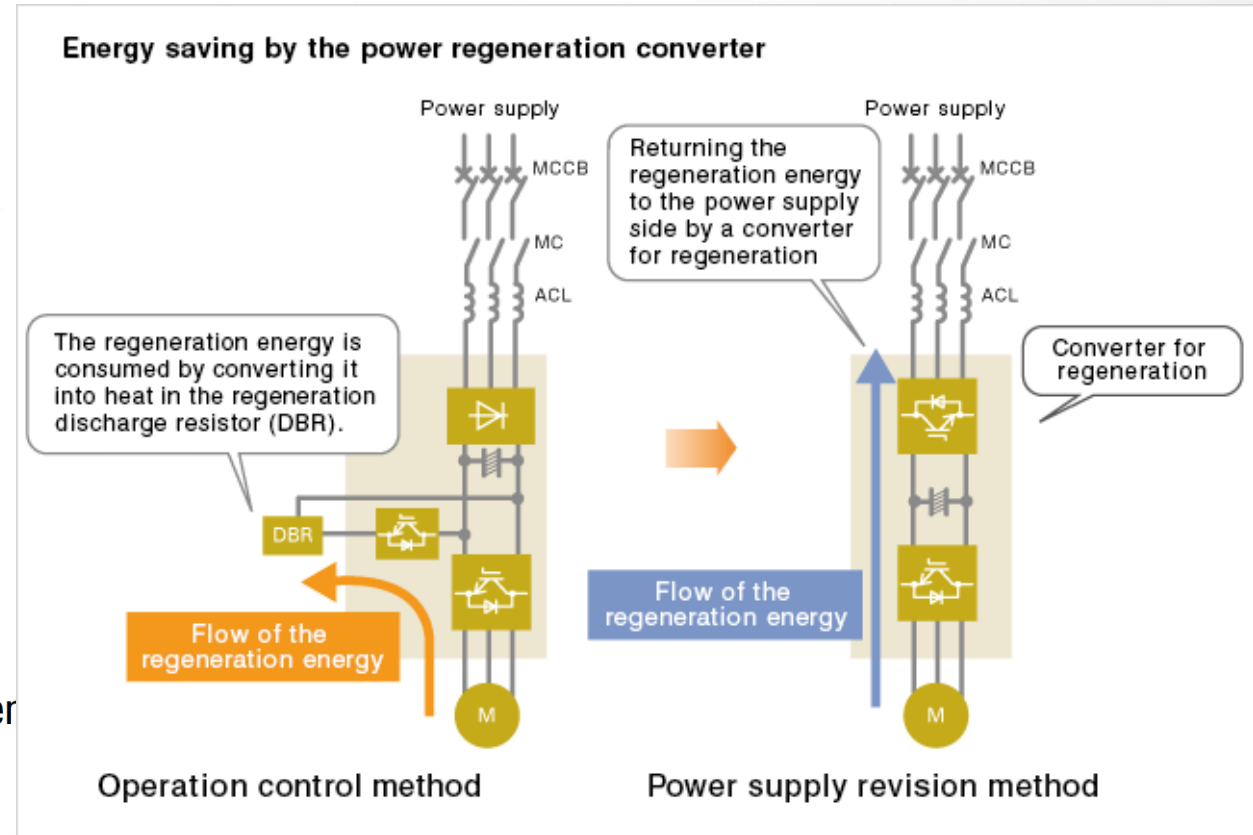 Energy saving by the power regeneration converter
Power supply
MCCB
MC
ACL
The regeneration energy is
consumed by converting it
into heat in the regeneration
discharge resistor (DBR).
DBR
Flow of the
regeneration energy
M
Operation control method
Power supply
Returning the
regeneration energy
to the power supply
side by a converter
for regeneration
MCCB
MC
ACL
Converter for
regeneration
Flow of the
regeneration energy
M
Power supply revision method